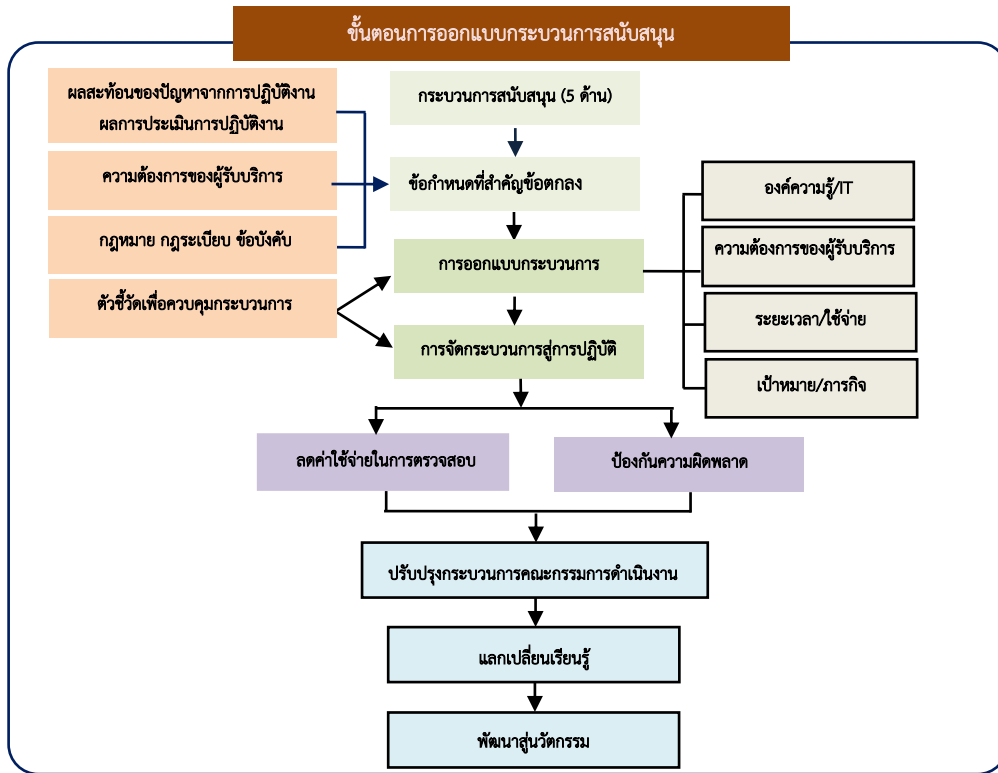 ขั้นตอนการออกแบบกระบวนการสนับสนุน
ผลสะท้อนของปัญหาจากการปฏิบัติงาน
ผลการประเมินการปฏิบัติงาน
กระบวนการสนับสนุน (5 ด้าน)
ความต้องการของผู้รับบริการ
ข้อกำหนดที่สำคัญข้อตกลง
องค์ความรู้/IT
กฎหมาย กฎระเบียบ ข้อบังคับ
การออกแบบกระบวนการ
ความต้องการของผู้รับบริการ
ตัวชี้วัดเพื่อควบคุมกระบวนการ
ระยะเวลา/ใช้จ่าย
การจัดกระบวนการสู่การปฏิบัติ
เป้าหมาย/ภารกิจ
ลดค่าใช้จ่ายในการตรวจสอบ
ป้องกันความผิดพลาด
ปรับปรุงกระบวนการคณะกรรมการดำเนินงาน
แลกเปลี่ยนเรียนรู้
พัฒนาสู่นวัตกรรม